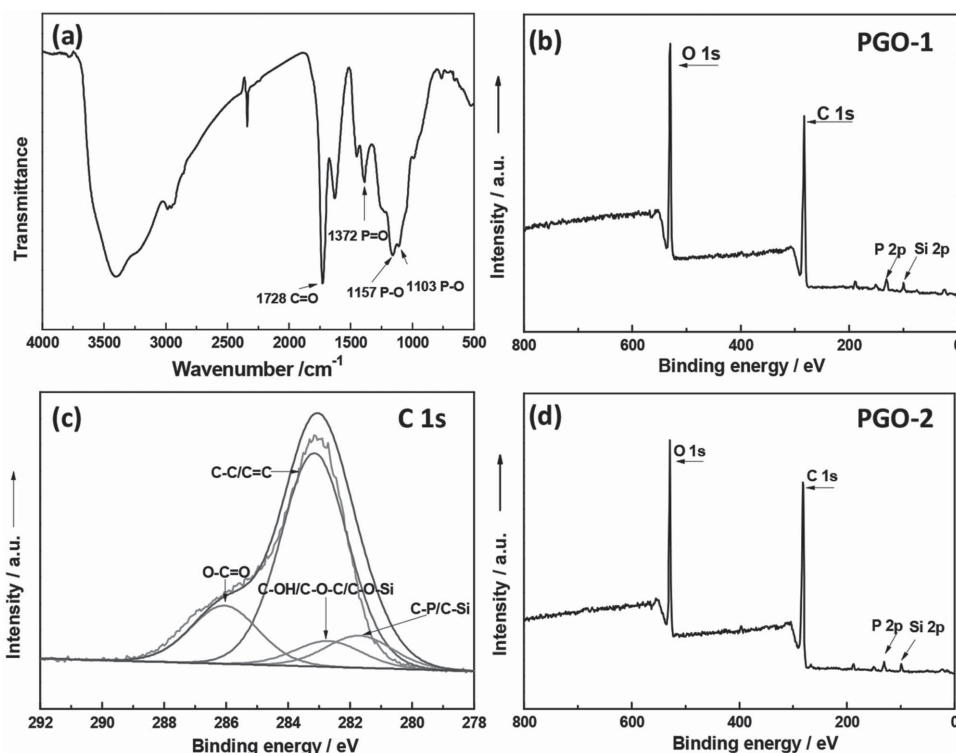 (a)
Transmittance
1372 P=O
1728 C=O
1157 P-O
1103 P-O
4000 3500 3000 2500 2000 1500 1000 500
Wavenumber /cm-1
(b)
PGO-1
O 1s
C 1s
P 2p
Si 2p
Intensity / a.u.
800 600 400 200 0
Binding energy / eV
(c)
C 1s
C-C/C=C
O-C=O
C-OH/C-O-C/C-O-Si
C-P/C-Si
Intensity / a.u.
292 290 288 286 284 282 280 278
Binding energy / eV
(d)
PGO-2
O 1s
C 1s
P 2p
Si 2p
Intensity / a.u.
800 600 400 200 0
Binding energy / eV